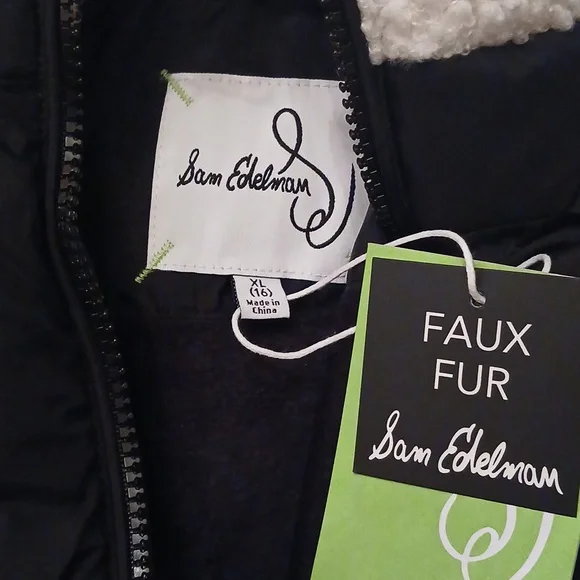 Sam Edelman
XL
(16)
Made in
China
FAUX
FUR
Sam Edelman